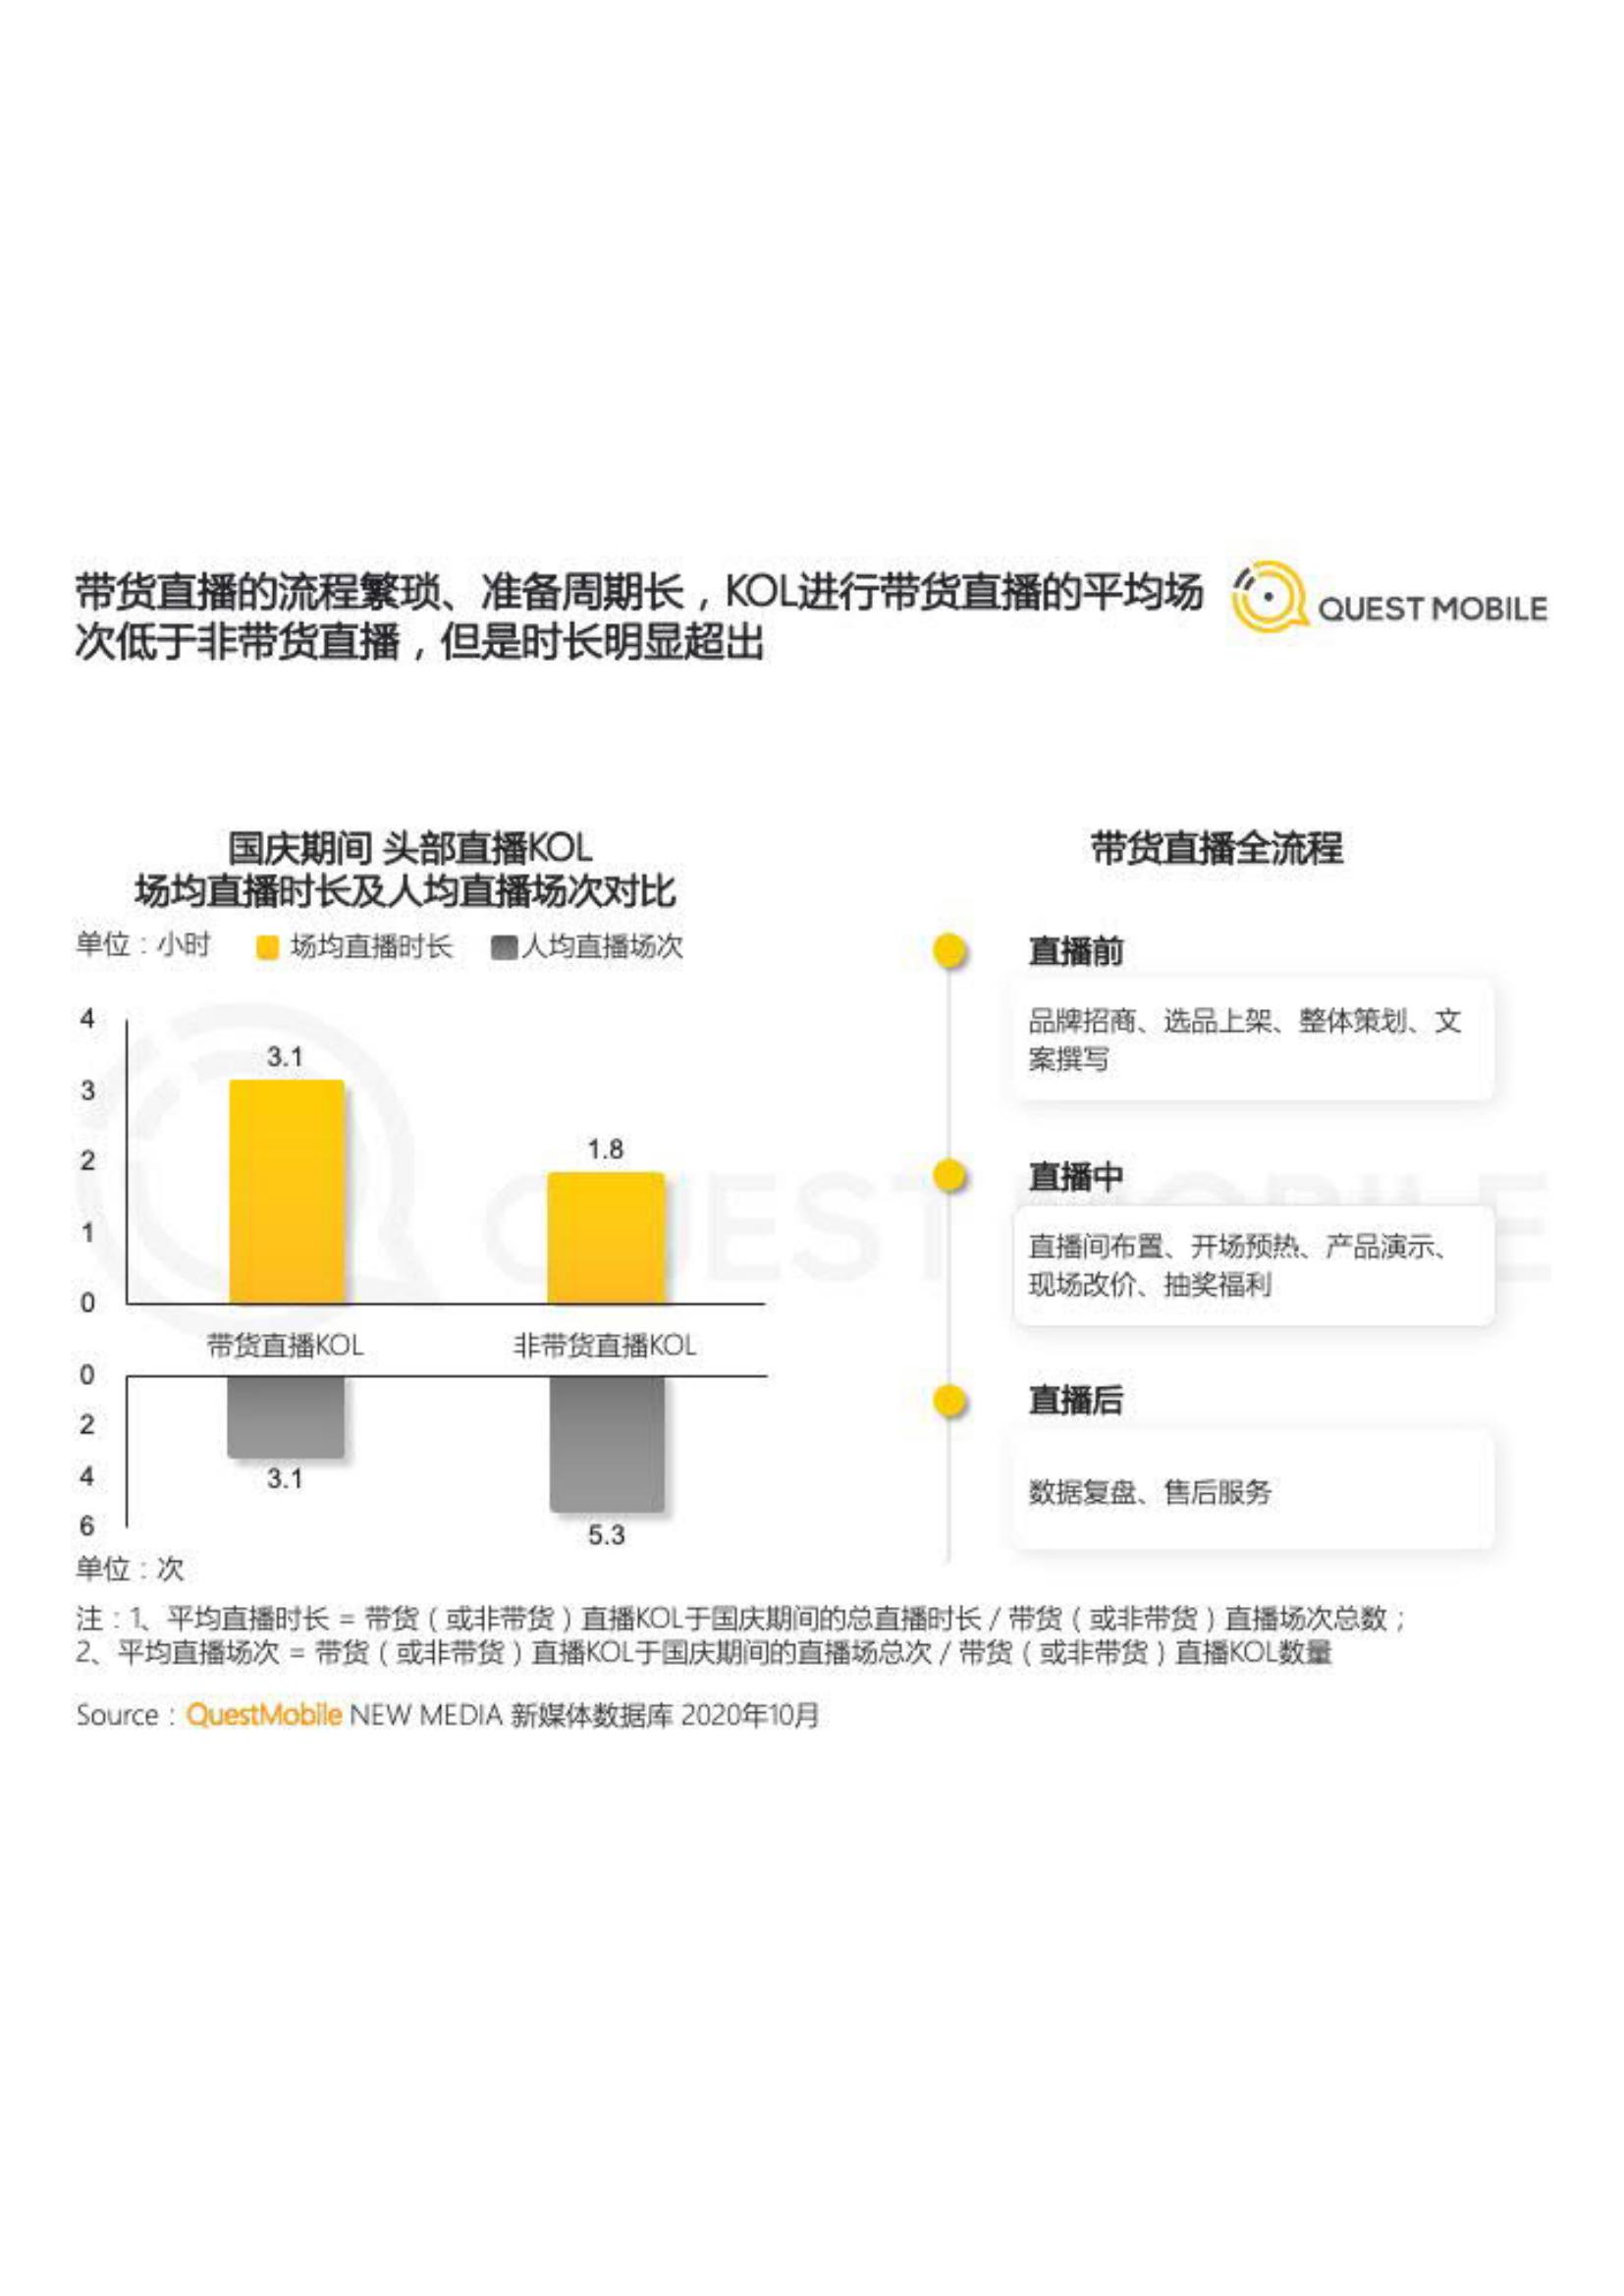 带货直播的流程繁琐、准备周期长，KOL进行带货直播的平均场
次低于非带货直播，但是时长明显超出
QUEST MOBILE
国庆期间 头部直播KOL
场均直播时长及人均直播场次对比
单位：小时 场均直播时长 人均直播场次
4
3.1
3
2
1.8
1
0
带货直播KOL 非带货直播KOL
0
2
4
3.1
6
5.3
单位：次
带货直播全流程
直播前
品牌招商、选品上架、整体策划、文
案撰写
直播中
直播间布置、开场预热、产品演示、
现场改价、抽奖福利
直播后
数据复盘、售后服务
注：1、平均直播时长 = 带货（或非带货）直播KOL于国庆期间的总直播时长 / 带货（或非带货）直播场次总数；
2、平均直播场次 = 带货（或非带货）直播KOL于国庆期间的直播场总次 / 带货（或非带货）直播KOL数量
Source：QuestMobile NEW MEDIA 新媒体数据库 2020年10月